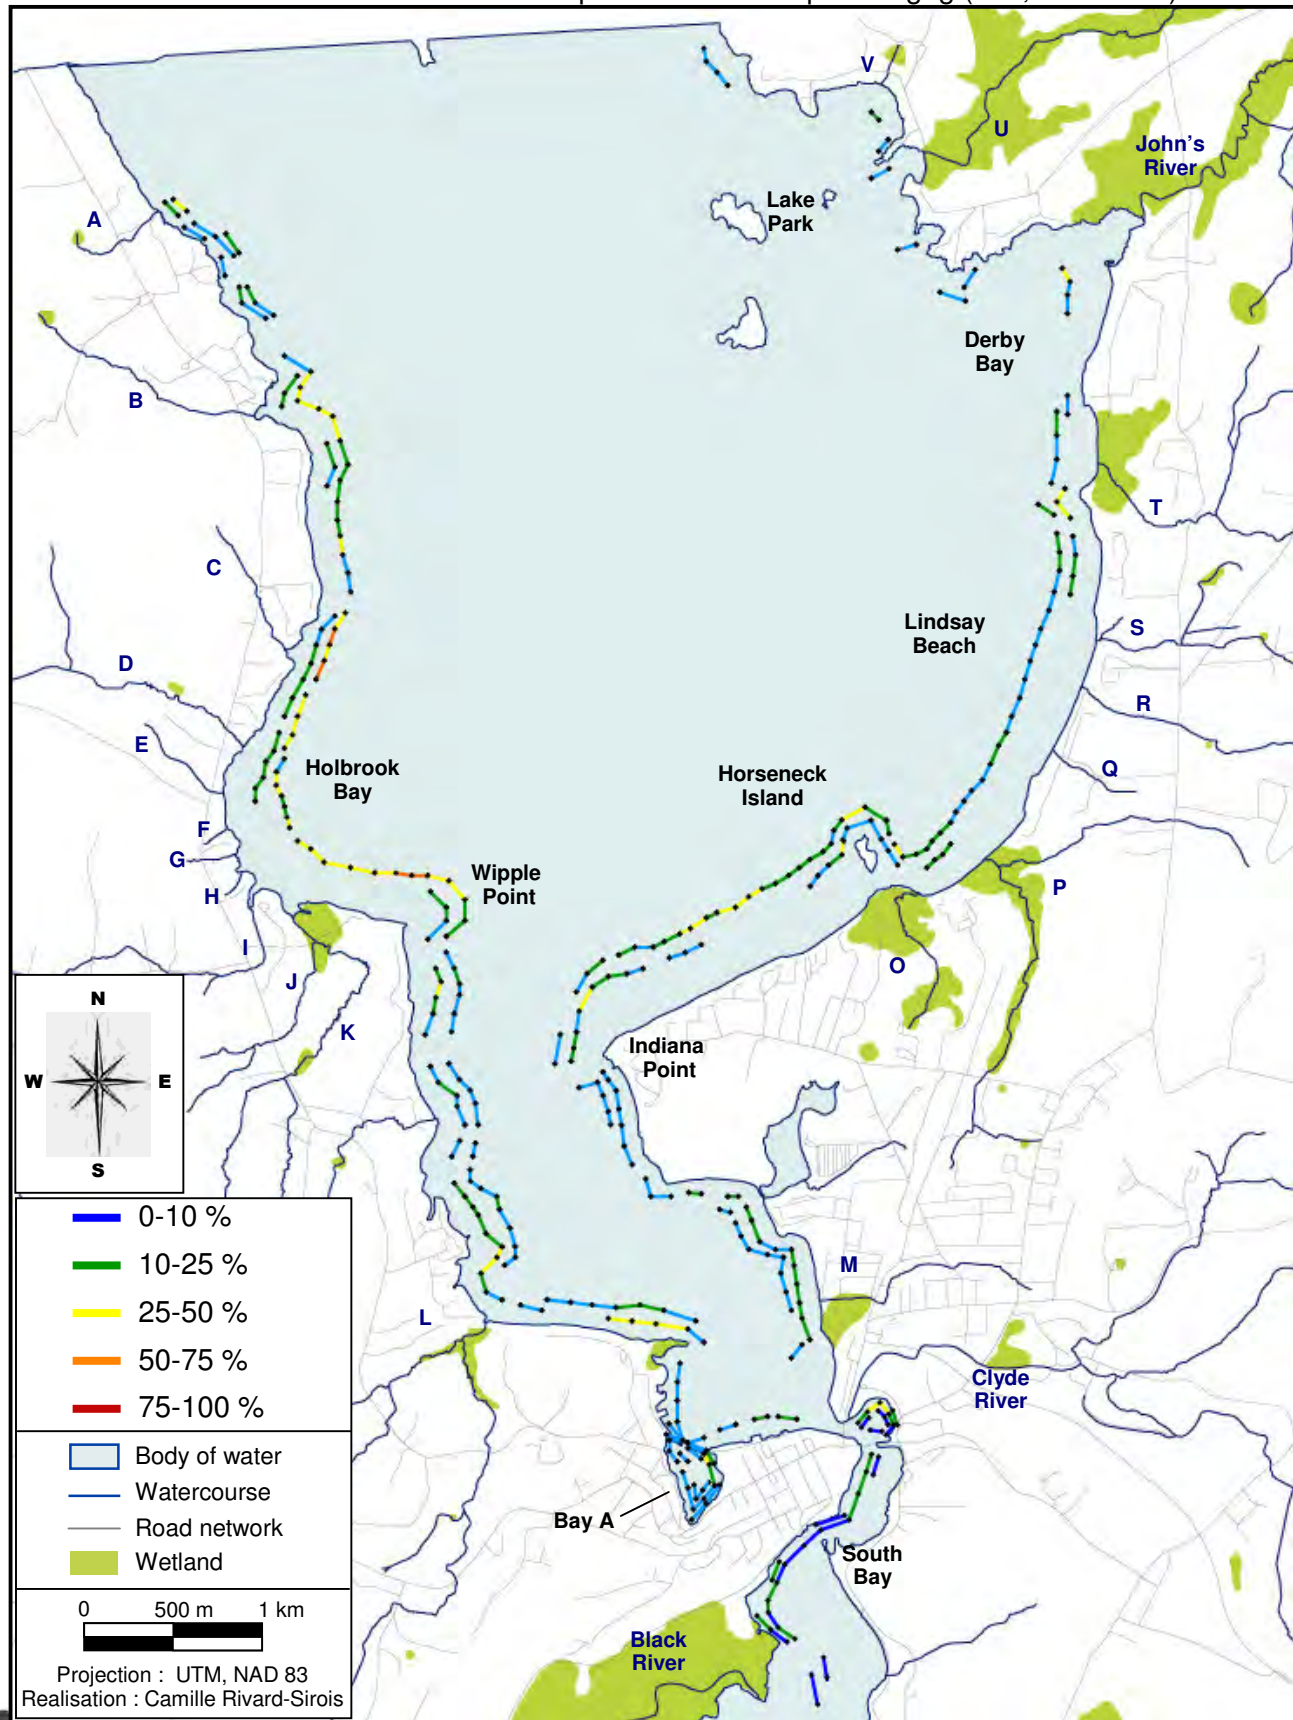 V
U
John's
River
Lake
Park
A
Derby
Bay
B
T
C
Lindsay
Beach
S
D
R
E
Holbrook
Bay
Horseneck
Island
Q
F
G
H
Wipple
Point
P
I
J
O
K
Indiana
Point
N
W
E
S
M
L
Clyde
River
0-10 %
10-25 %
25-50 %
50-75 %
75-100 %
Body of water
Watercourse
Road network
Wetland
Bay A
South
Bay
Black
River
0 500 m 1 km
Projection : UTM, NAD 83
Realisation : Camille Rivard-Sirois